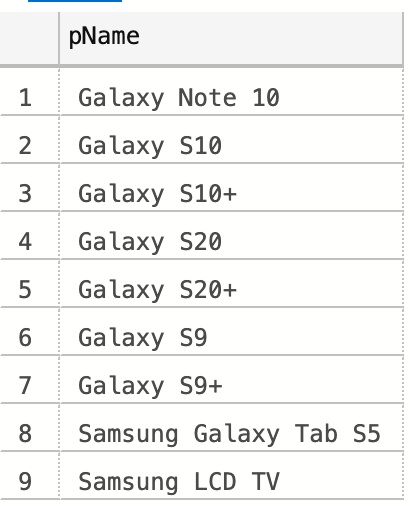 pName
1 Galaxy Note 10
2 Galaxy S10
3 Galaxy S10+
4 Galaxy S20
5 Galaxy S20+
6 Galaxy S9
7 Galaxy S9+
8 Samsung Galaxy Tab S5
9 Samsung LCD TV